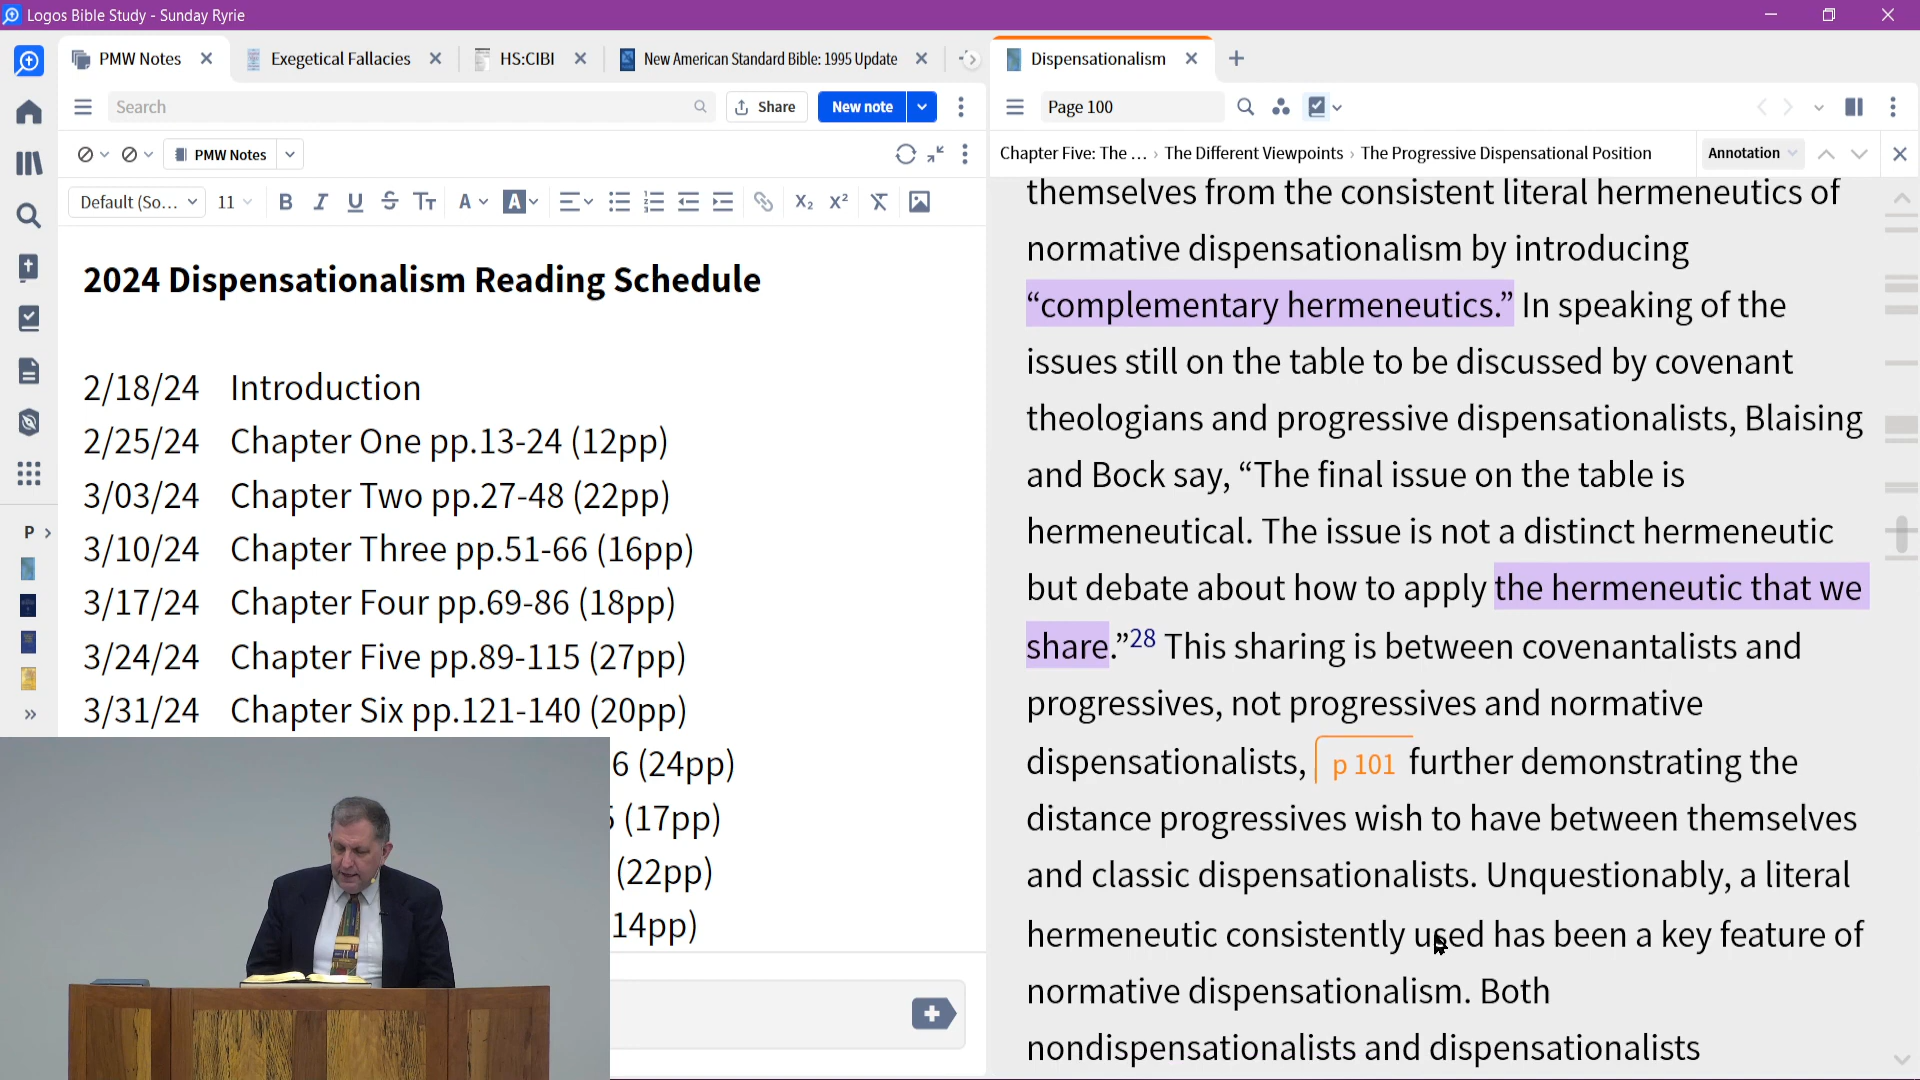 Logos Bible Study - Sunday Ryrie
PMW Notes
Exegetical Fallacies
HS:CIBI
New American Standard Bible: 1995 Update
Search
Share
New note
PMW Notes
Default (So...
11
2024 Dispensationalism Reading Schedule
2/18/24 Introduction
2/25/24 Chapter One pp.13-24 (12pp)
3/03/24 Chapter Two pp.27-48 (22pp)
3/10/24 Chapter Three pp.51-66 (16pp)
3/17/24 Chapter Four pp.69-86 (18pp)
3/24/24 Chapter Five pp.89-115 (27pp)
3/31/24 Chapter Six pp.121-140 (20pp)
6 (24pp)
(17pp)
(22pp)
14pp)
P
Dispensationalism
Page 100
Chapter Five: The ... › The Different Viewpoints › The Progressive Dispensational Position
Annotation
themselves from the consistent literal hermeneutics of
normative dispensationalism by introducing
“complementary hermeneutics.” In speaking of the
issues still on the table to be discussed by covenant
theologians and progressive dispensationalists, Blaising
and Bock say, “The final issue on the table is
hermeneutical. The issue is not a distinct hermeneutic
but debate about how to apply the hermeneutic that we
share.”28 This sharing is between covenantalists and
progressives, not progressives and normative
dispensationalists, p 101 further demonstrating the
distance progressives wish to have between themselves
and classic dispensationalists. Unquestionably, a literal
hermeneutic consistently used has been a key feature of
normative dispensationalism. Both
nondispensationalists and dispensationalists